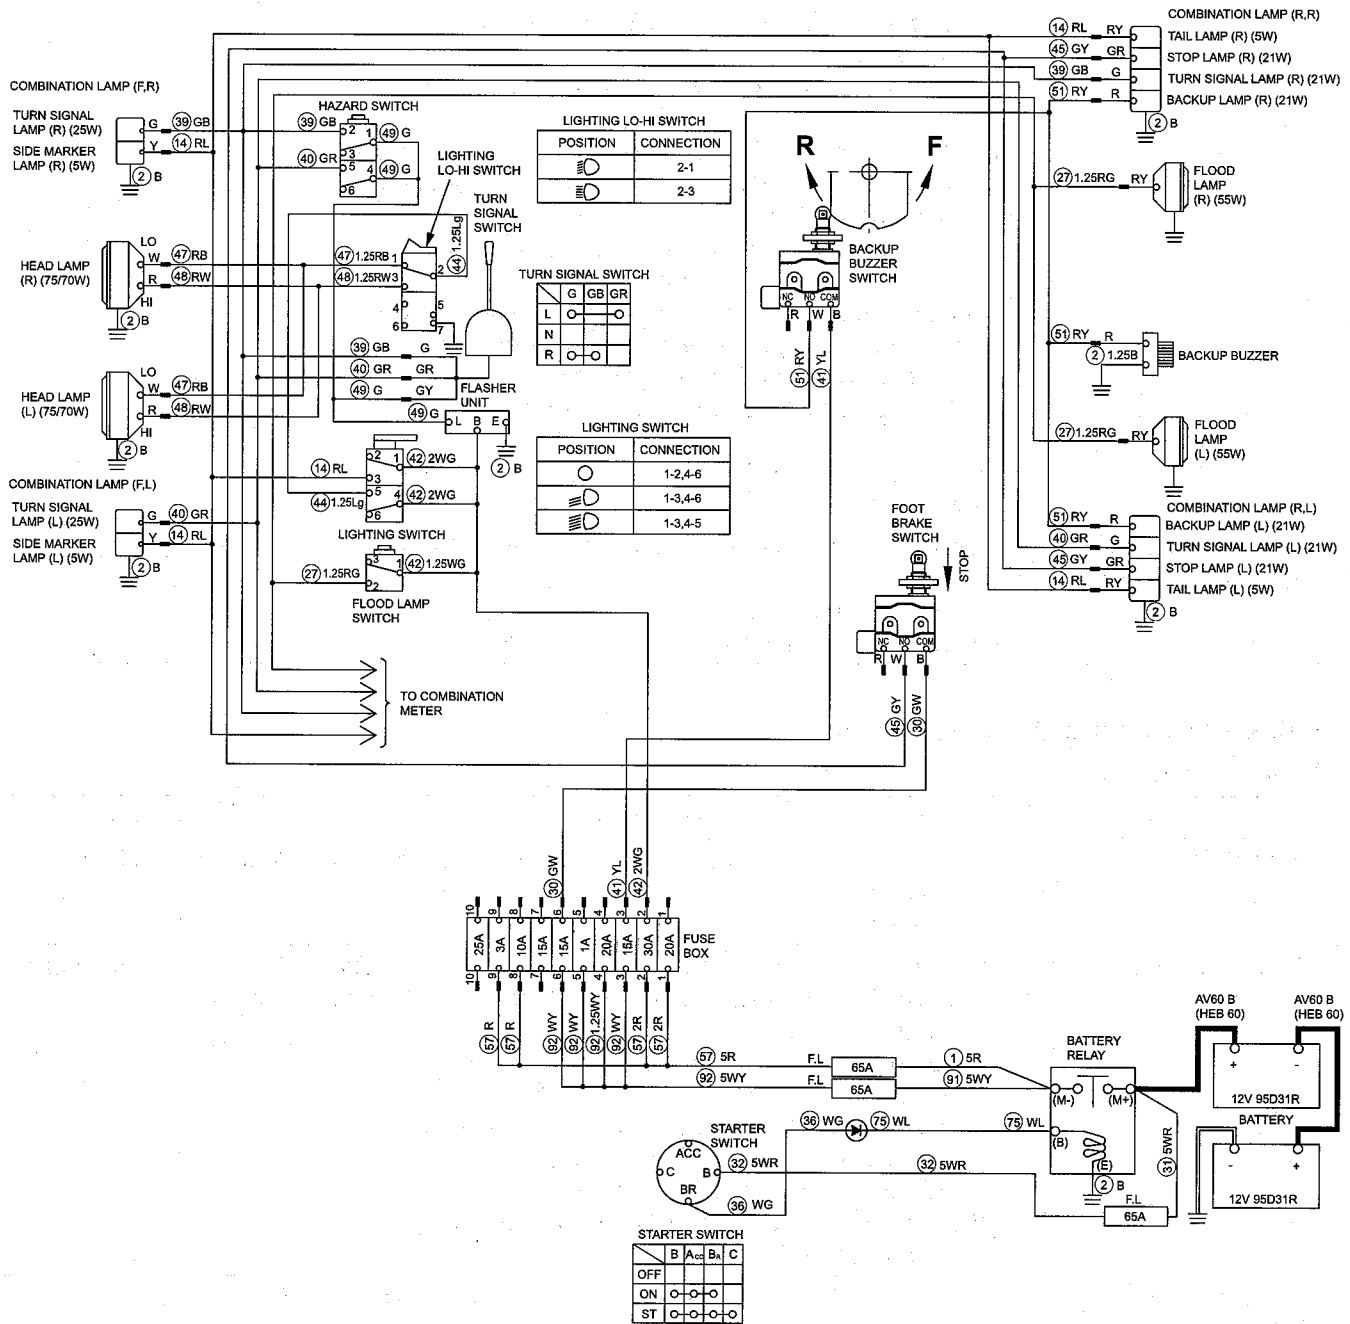 COMBINATION LAMP (F,R)
TURN SIGNAL
LAMP (R) (25W)
SIDE MARKER
LAMP (R) (5W)
G 39 GB
Y 14 RL
2 B
HEAD LAMP
(R) (75/70W)
LO
W 47 RB
R 48 RW
HI
2 B
HEAD LAMP
(L) (75/70W)
LO
W 47 RB
R 48 RW
HI
2 B
COMBINATION LAMP (F,L)
TURN SIGNAL
LAMP (L) (25W)
SIDE MARKER
LAMP (L) (5W)
G 40 GR
Y 14 RL
2 B
HAZARD SWITCH
39 GB 2 1 49 G
3
40 GR 5 4 49 G
6
LIGHTING
LO-HI SWITCH
TURN
SIGNAL
SWITCH
44 1.25Lg
47 1.25RB 1
2
48 1.25RW 3
4 5
6 7
39 GB G
40 GR GR
49 G GY
FLASHER
UNIT
49 G L B E
2 B
2 1 42 2WG
14 RL 3
5 4 42 2WG
44 1.25Lg 6
LIGHTING SWITCH
3 1 42 1.25WG
27 1.25RG 2
FLOOD LAMP
SWITCH
TO COMBINATION
METER
LIGHTING LO-HI SWITCH
POSITION CONNECTION
2-1
2-3
TURN SIGNAL SWITCH
G GB GR
L
N
R
LIGHTING SWITCH
POSITION CONNECTION
1-2,4-6
1-3,4-6
1-3,4-5
R F
BACKUP
BUZZER
SWITCH
NC NO COM
R W B
51 RY
41 YL
FOOT
BRAKE
SWITCH
STOP
NC NO COM
R W B
45 GY
30 GW
COMBINATION LAMP (R,R)
14 RL RY TAIL LAMP (R) (5W)
45 GY GR STOP LAMP (R) (21W)
39 GB G TURN SIGNAL LAMP (R) (21W)
51 RY R BACKUP LAMP (R) (21W)
2 B
27 1.25RG RY FLOOD
LAMP
(R) (55W)
51 RY R
2 1.25B
BACKUP BUZZER
27 1.25RG RY FLOOD
LAMP
(L) (55W)
COMBINATION LAMP (R,L)
51 RY R BACKUP LAMP (L) (21W)
40 GR G TURN SIGNAL LAMP (L) (21W)
45 GY GR STOP LAMP (L) (21W)
14 RL RY TAIL LAMP (L) (5W)
2 B
30 GW
41 YL
42 2WG
10 9 8 7 6 5 4 3 2 1
25A 3A 10A 15A 15A 1A 20A 15A 30A 20A
FUSE
BOX
10 9 8 7 6 5 4 3 2 1
57 R
57 R
92 WY
92 WY
92 1.25WY
92 WY
57 2R
57 2R
57 5R F.L 65A 1 5R
92 5WY F.L 65A 91 5WY
BATTERY
RELAY
(M-) (M+)
(B)
(E)
2 B
36 WG 75 WL 75 WL
STARTER
SWITCH
ACC
C B
BR
32 5WR 32 5WR
36 WG
31 5WR
F.L
65A
AV60 B
(HEB 60)
AV60 B
(HEB 60)
+ -
12V 95D31R
BATTERY
- +
12V 95D31R
STARTER SWITCH
B ACC BR C
OFF
ON
ST